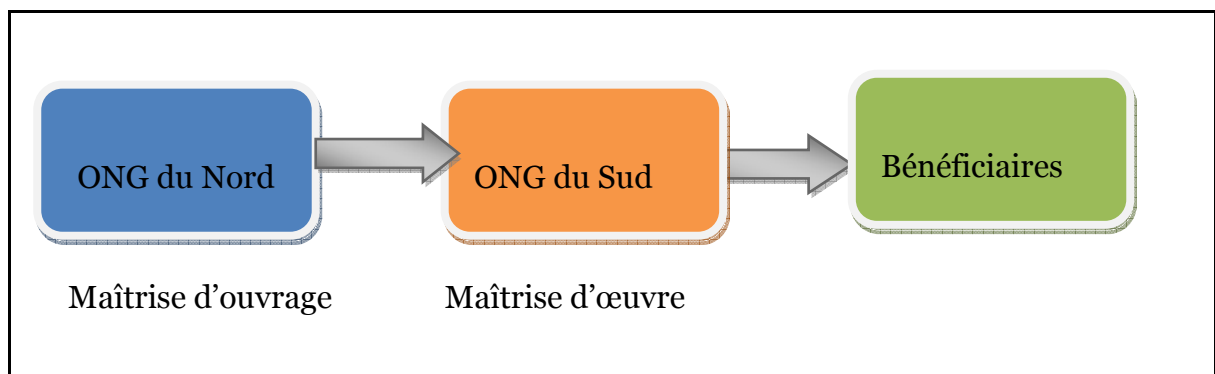 ONG du Nord
ONG du Sud
Bénéficiaires
Maîtrise d’ouvrage
Maîtrise d’œuvre